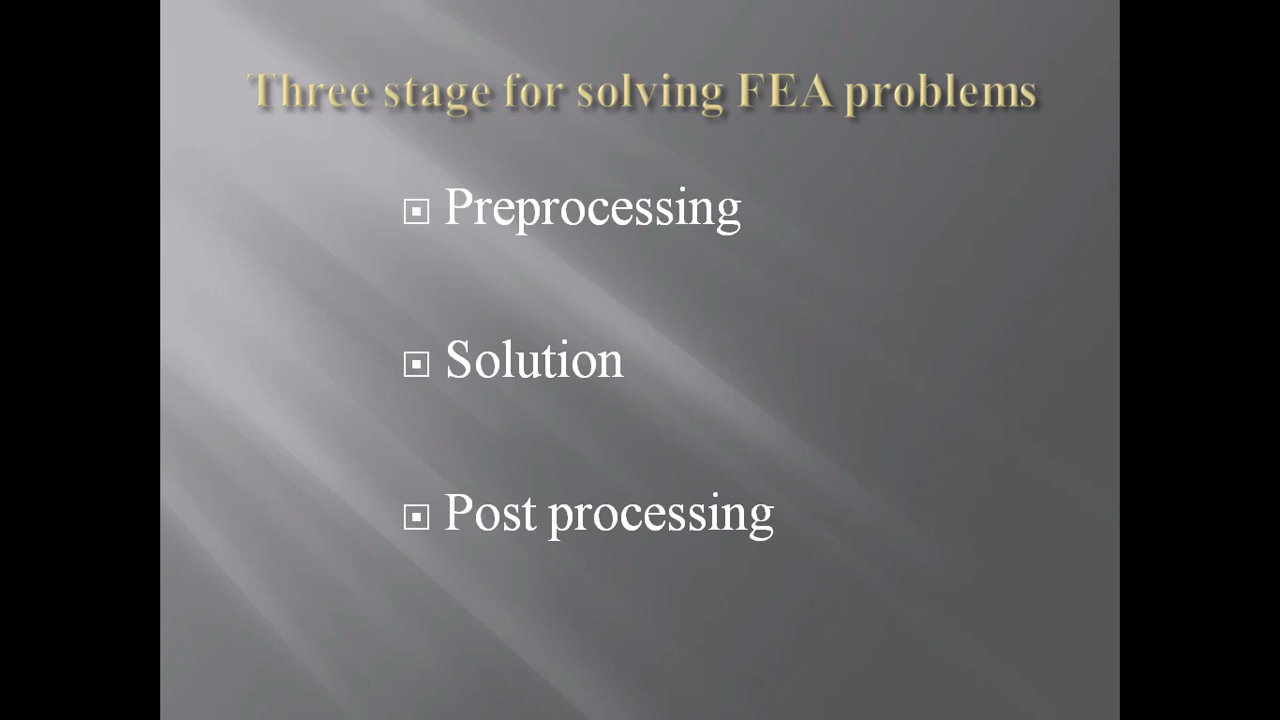 Three stage for solving FEA problems
Preprocessing
Solution
Post processing